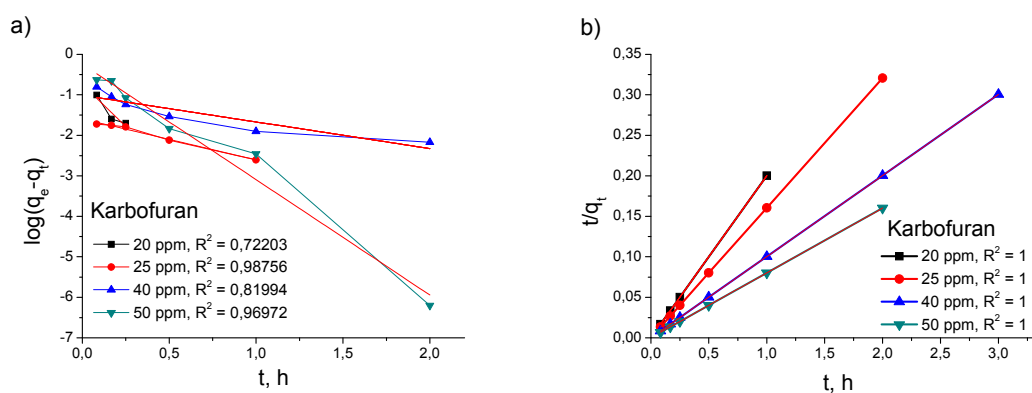 a)
log(qe-qt)
0
-1
-2
-3
-4
-5
-6
-7
Karbofuran
20 ppm, R² = 0,72203
25 ppm, R² = 0,98756
40 ppm, R² = 0,81994
50 ppm, R² = 0,96972
0,0 0,5 1,0 1,5 2,0
t, h
b)
t/qt
0,35
0,30
0,25
0,20
0,15
0,10
0,05
0,00
Karbofuran
20 ppm, R² = 1
25 ppm, R² = 1
40 ppm, R² = 1
50 ppm, R² = 1
0,0 0,5 1,0 1,5 2,0 2,5 3,0
t, h